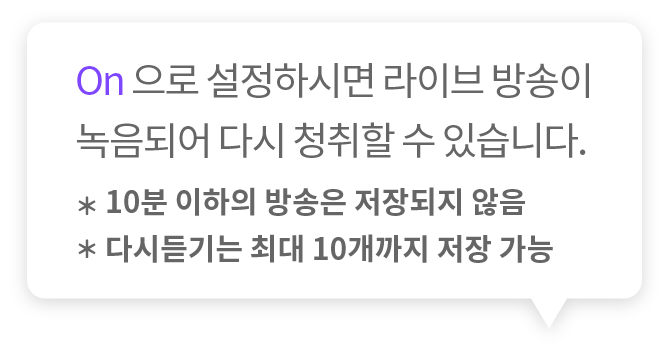 On 으로 설정하시면 라이브 방송이
녹음되어 다시 청취할 수 있습니다.
* 10분 이하의 방송은 저장되지 않음
* 다시듣기는 최대 10개까지 저장 가능